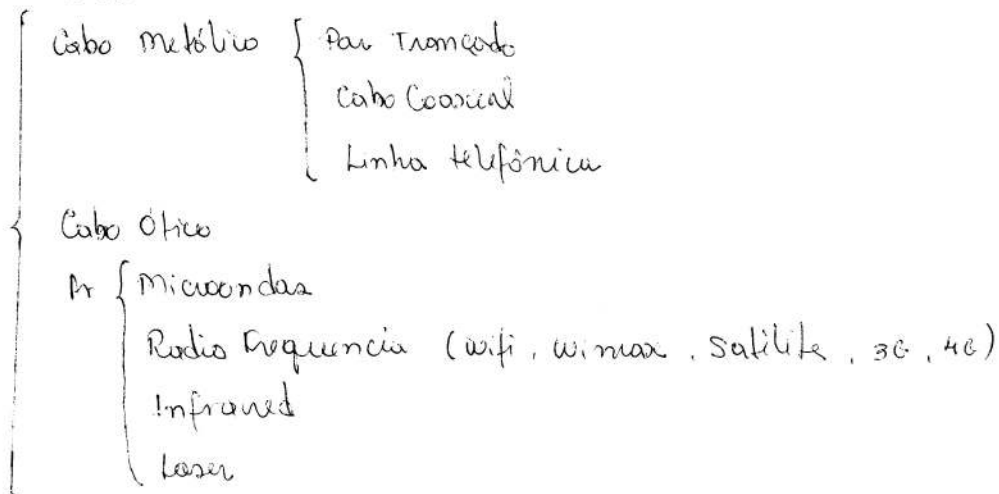 Cabo Metálico { Par Trançado
Cabo Coaxial
Linha telefônica
Cabo Ótico
Ar { Microondas
Radio Frequencia (wifi, wimax, Satilite, 3G, 4G)
Infrared
Laser